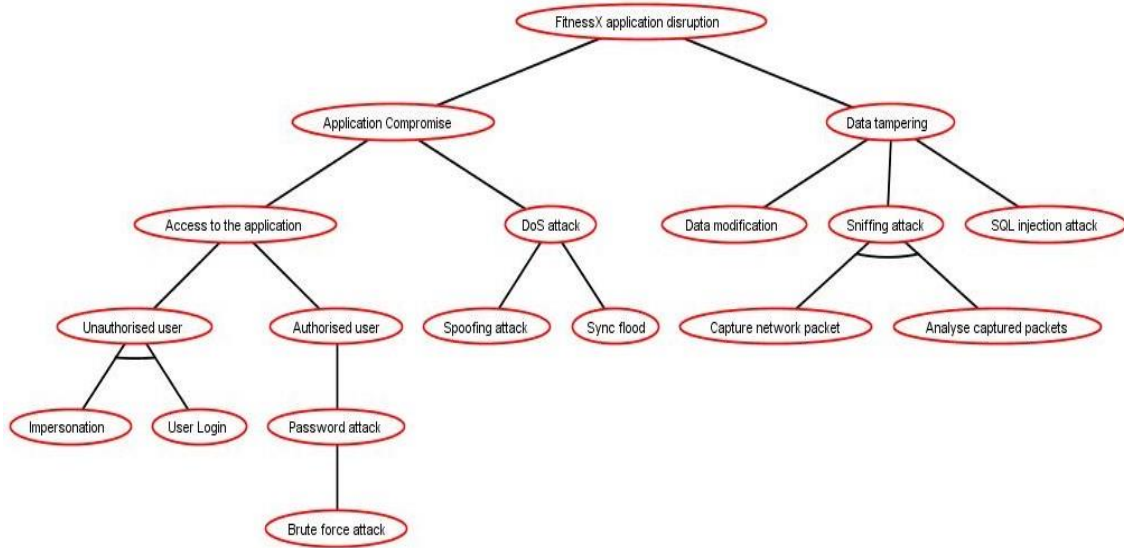 FitnessX application disruption
Application Compromise
Data tampering
Access to the application
DoS attack
Data modification
Sniffing attack
SQL injection attack
Unauthorised user
Authorised user
Spoofing attack
Sync flood
Capture network packet
Analyse captured packets
Impersonation
User Login
Password attack
Brute force attack